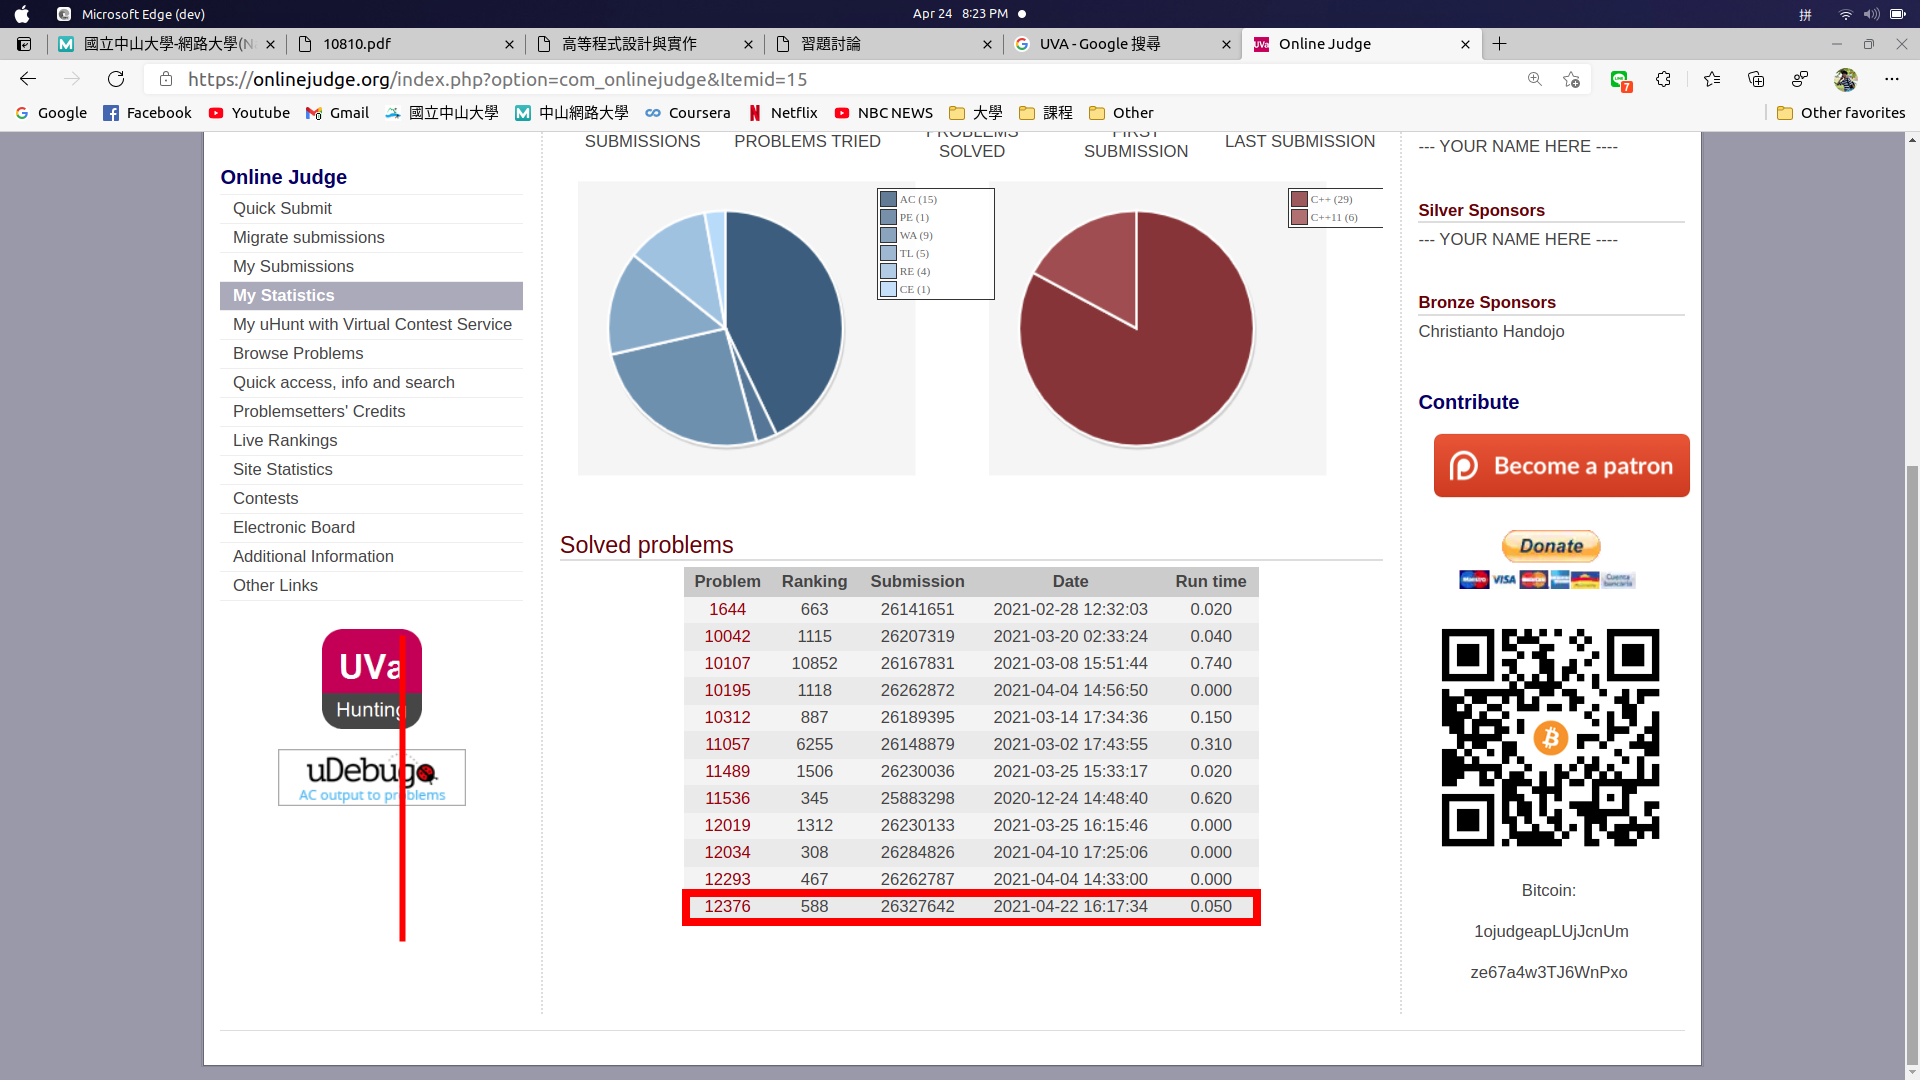 Microsoft Edge (dev)
Apr 24 8:23 PM
拼
國立中山大學-網路大學(N
10810.pdf
高等程式設計與實作
習題討論
UVA - Google 搜尋
UVa Online Judge
https://onlinejudge.org/index.php?option=com_onlinejudge&Itemid=15
7
Google
Facebook
Youtube
Gmail
國立中山大學
中山網路大學
Coursera
Netflix
NBC NEWS
大學
課程
Other
Other favorites
Online Judge
Quick Submit
Migrate submissions
My Submissions
My Statistics
My uHunt with Virtual Contest Service
Browse Problems
Quick access, info and search
Problemsetters' Credits
Live Rankings
Site Statistics
Contests
Electronic Board
Additional Information
Other Links
UVa
Hunting
uDebug
AC output to problems
SUBMISSIONS
PROBLEMS TRIED
PROBLEMS
SOLVED
FIRST
SUBMISSION
LAST SUBMISSION
AC (15)
PE (1)
WA (9)
TL (5)
RE (4)
CE (1)
C++ (29)
C++11 (6)
Solved problems
Problem Ranking Submission Date Run time
1644 663 26141651 2021-02-28 12:32:03 0.020
10042 1115 26207319 2021-03-20 02:33:24 0.040
10107 10852 26167831 2021-03-08 15:51:44 0.740
10195 1118 26262872 2021-04-04 14:56:50 0.000
10312 887 26189395 2021-03-14 17:34:36 0.150
11057 6255 26148879 2021-03-02 17:43:55 0.310
11489 1506 26230036 2021-03-25 15:33:17 0.020
11536 345 25883298 2020-12-24 14:48:40 0.620
12019 1312 26230133 2021-03-25 16:15:46 0.000
12034 308 26284826 2021-04-10 17:25:06 0.000
12293 467 26262787 2021-04-04 14:33:00 0.000
12376 588 26327642 2021-04-22 16:17:34 0.050
--- YOUR NAME HERE ----
Silver Sponsors
--- YOUR NAME HERE ----
Bronze Sponsors
Christianto Handojo
Contribute
Become a patron
Donate
VISA
Bitcoin:
1ojudgeapLUjJcnUm
ze67a4w3TJ6WnPxo